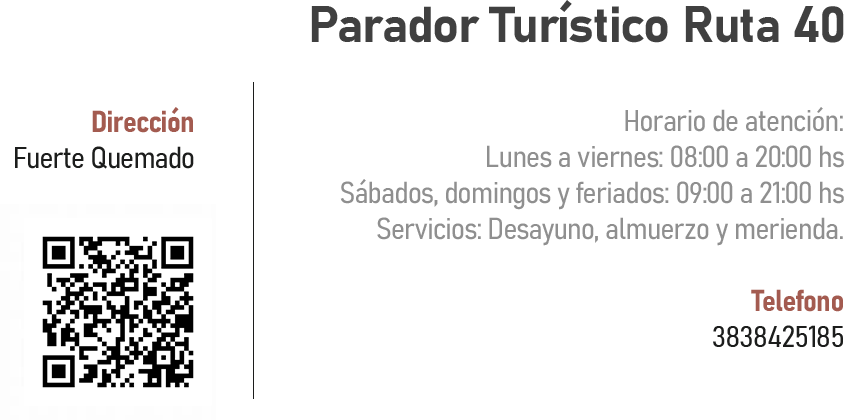 Parador Turístico Ruta 40
Dirección
Fuerte Quemado
Horario de atención:
Lunes a viernes: 08:00 a 20:00 hs
Sábados, domingos y feriados: 09:00 a 21:00 hs
Servicios: Desayuno, almuerzo y merienda.
Telefono
3838425185